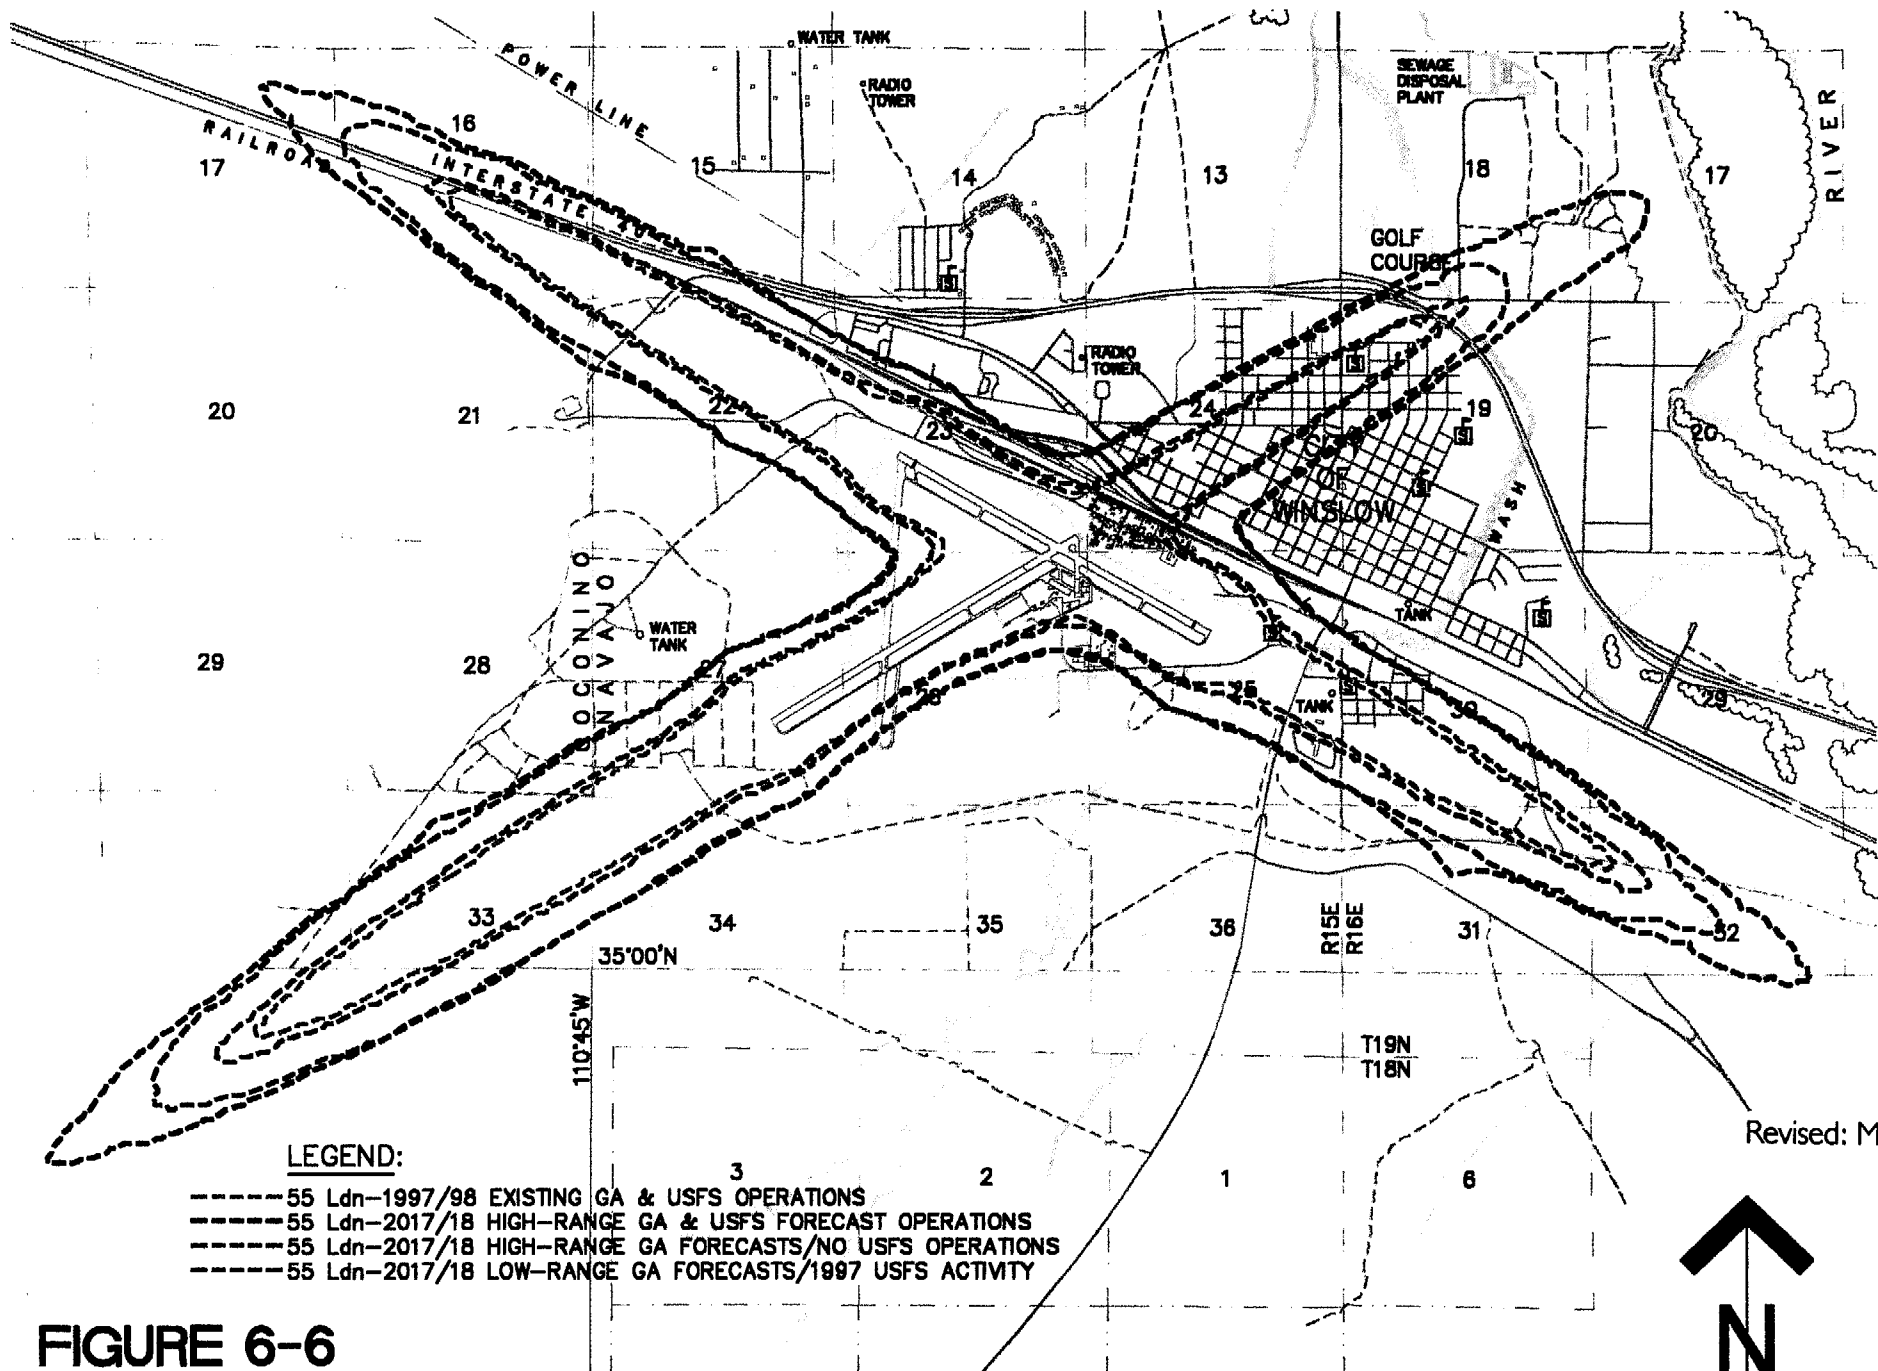 WATER TANK
POWER LINE
RADIO
TOWER
SEWAGE
DISPOSAL
PLANT
RIVER
16
17
RAILROAD
INTERSTATE 40
15
14
13
18
17
GOLF
COURSE
S
RADIO
TOWER
S
20
21
22
23
24
19
S
20
CITY
OF
WINSLOW
S
WASH
COCONINO
NAVAJO
WATER
TANK
TANK
S
S
29
28
27
26
25
S
TANK
30
29
33
34
35
36
R15E
R16E
31
32
35°00'N
110°45'W
T19N
T18N
Revised: M
3
2
1
6
LEGEND:
55 Ldn-1997/98 EXISTING GA & USFS OPERATIONS
55 Ldn-2017/18 HIGH-RANGE GA & USFS FORECAST OPERATIONS
55 Ldn-2017/18 HIGH-RANGE GA FORECASTS/NO USFS OPERATIONS
55 Ldn-2017/18 LOW-RANGE GA FORECASTS/1997 USFS ACTIVITY
FIGURE 6-6
N